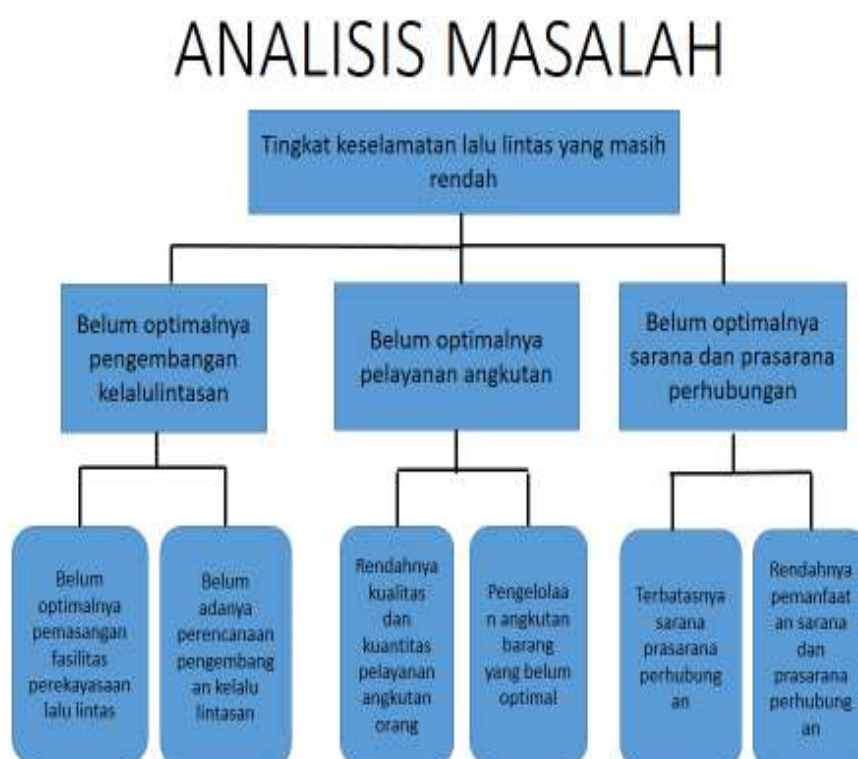 ANALISIS MASALAH
Tingkat keselamatan lalu lintas yang masih
rendah
Belum optimalnya
pengembangan
kelalulintasan
Belum optimalnya
pelayanan angkutan
Belum optimalnya
sarana dan prasarana
perhubungan
Belum
optimalnya
pemasangan
fasilitas
perekayasaan
lalu lintas
Belum
adanya
perencanaan
pengembang
an kelalu
lintasan
Rendahnya
kualitas
dan
kuantitas
pelayanan
angkutan
orang
Pengelolaa
n angkutan
barang
yang belum
optimal
Terbatasnya
sarana
prasarana
perhubung
an
Rendahnya
pemanfaat
an sarana
dan
prasarana
perhubung
an